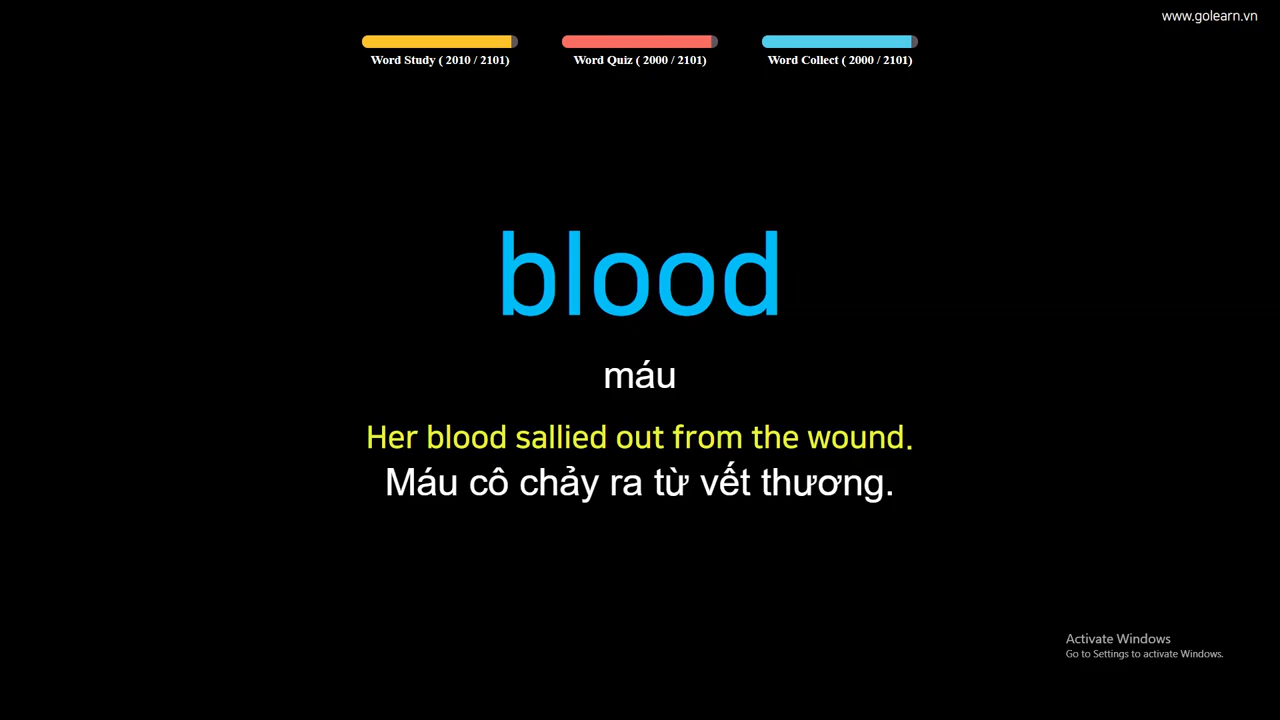 www.golearn.vn
Word Study ( 2010 / 2101) Word Quiz ( 2000 / 2101) Word Collect ( 2000 / 2101)
blood
máu
Her blood sallied out from the wound.
Máu cô chảy ra từ vết thương.
Activate Windows
Go to Settings to activate Windows.